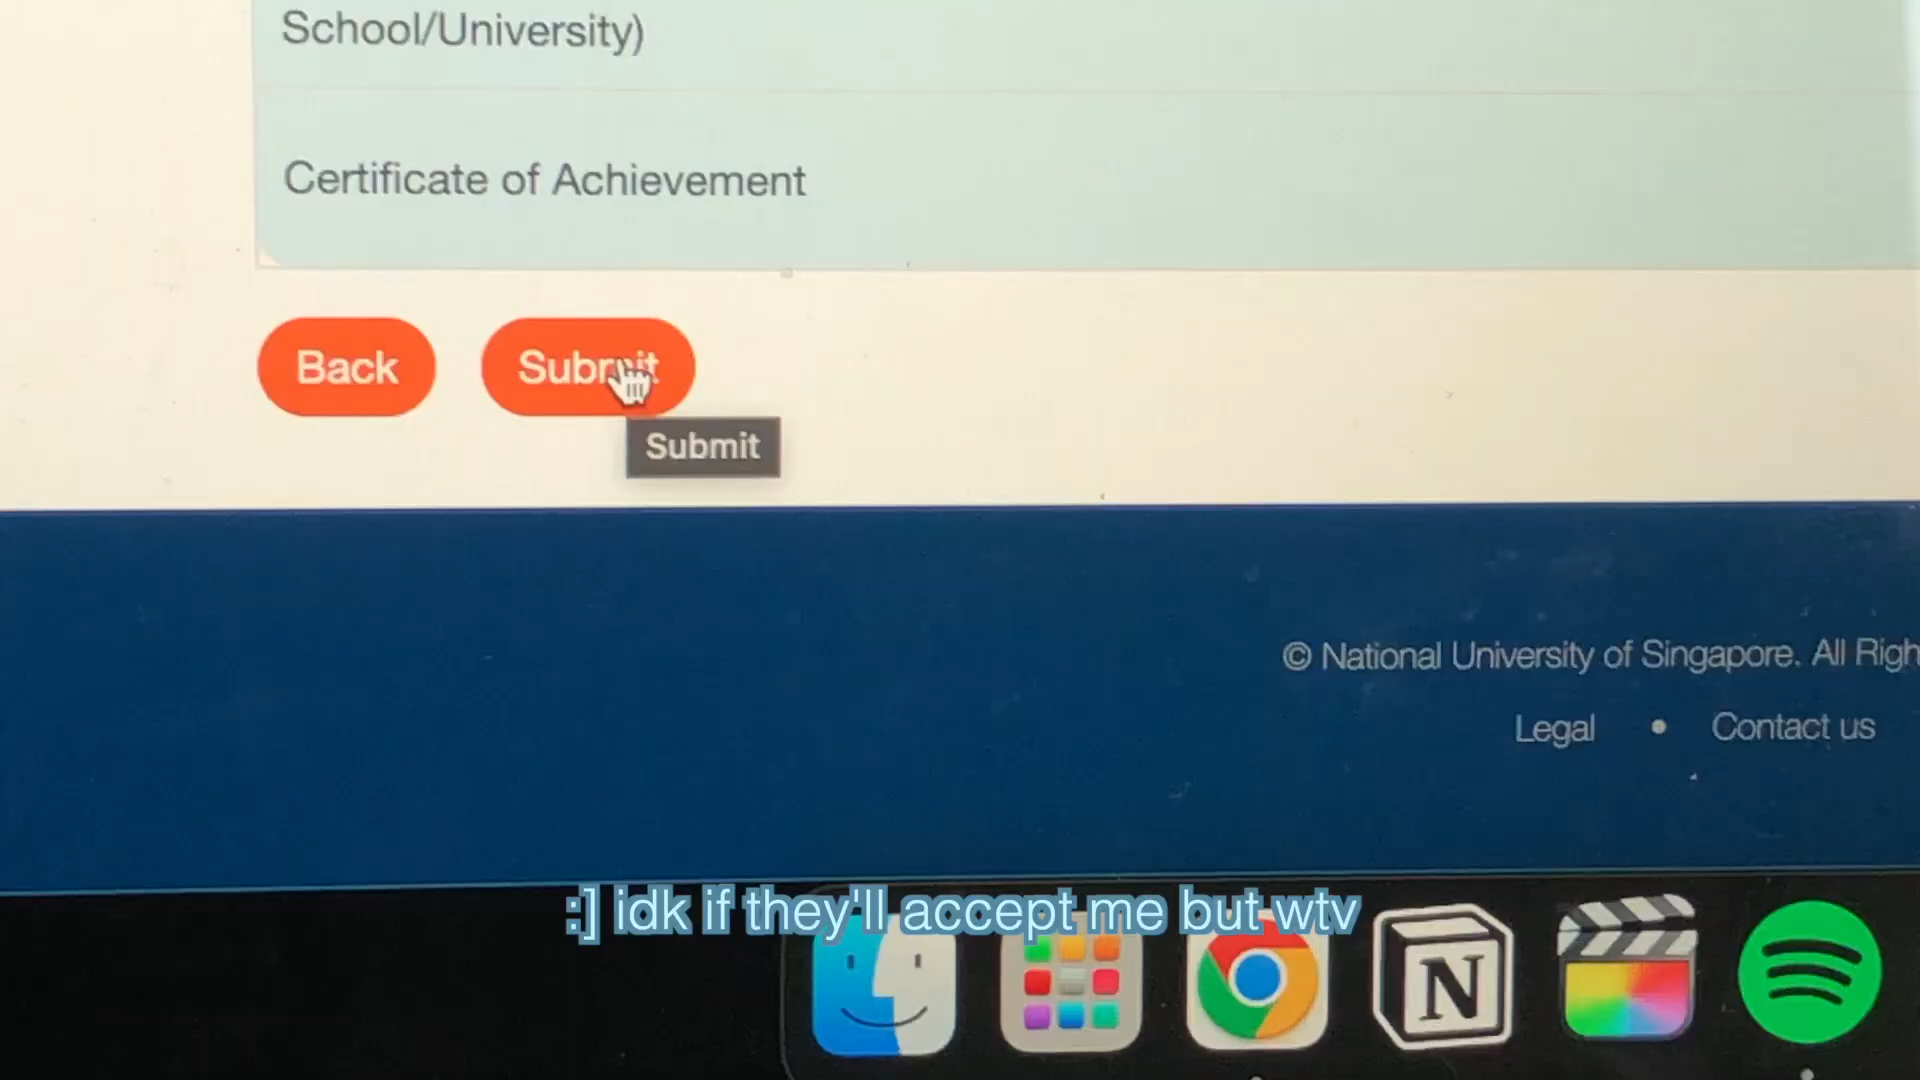 School/University)
Certificate of Achievement
Back
Submit
Submit
© National University of Singapore. All Righ
Legal • Contact us
:] idk if they'll accept me but wtv
N